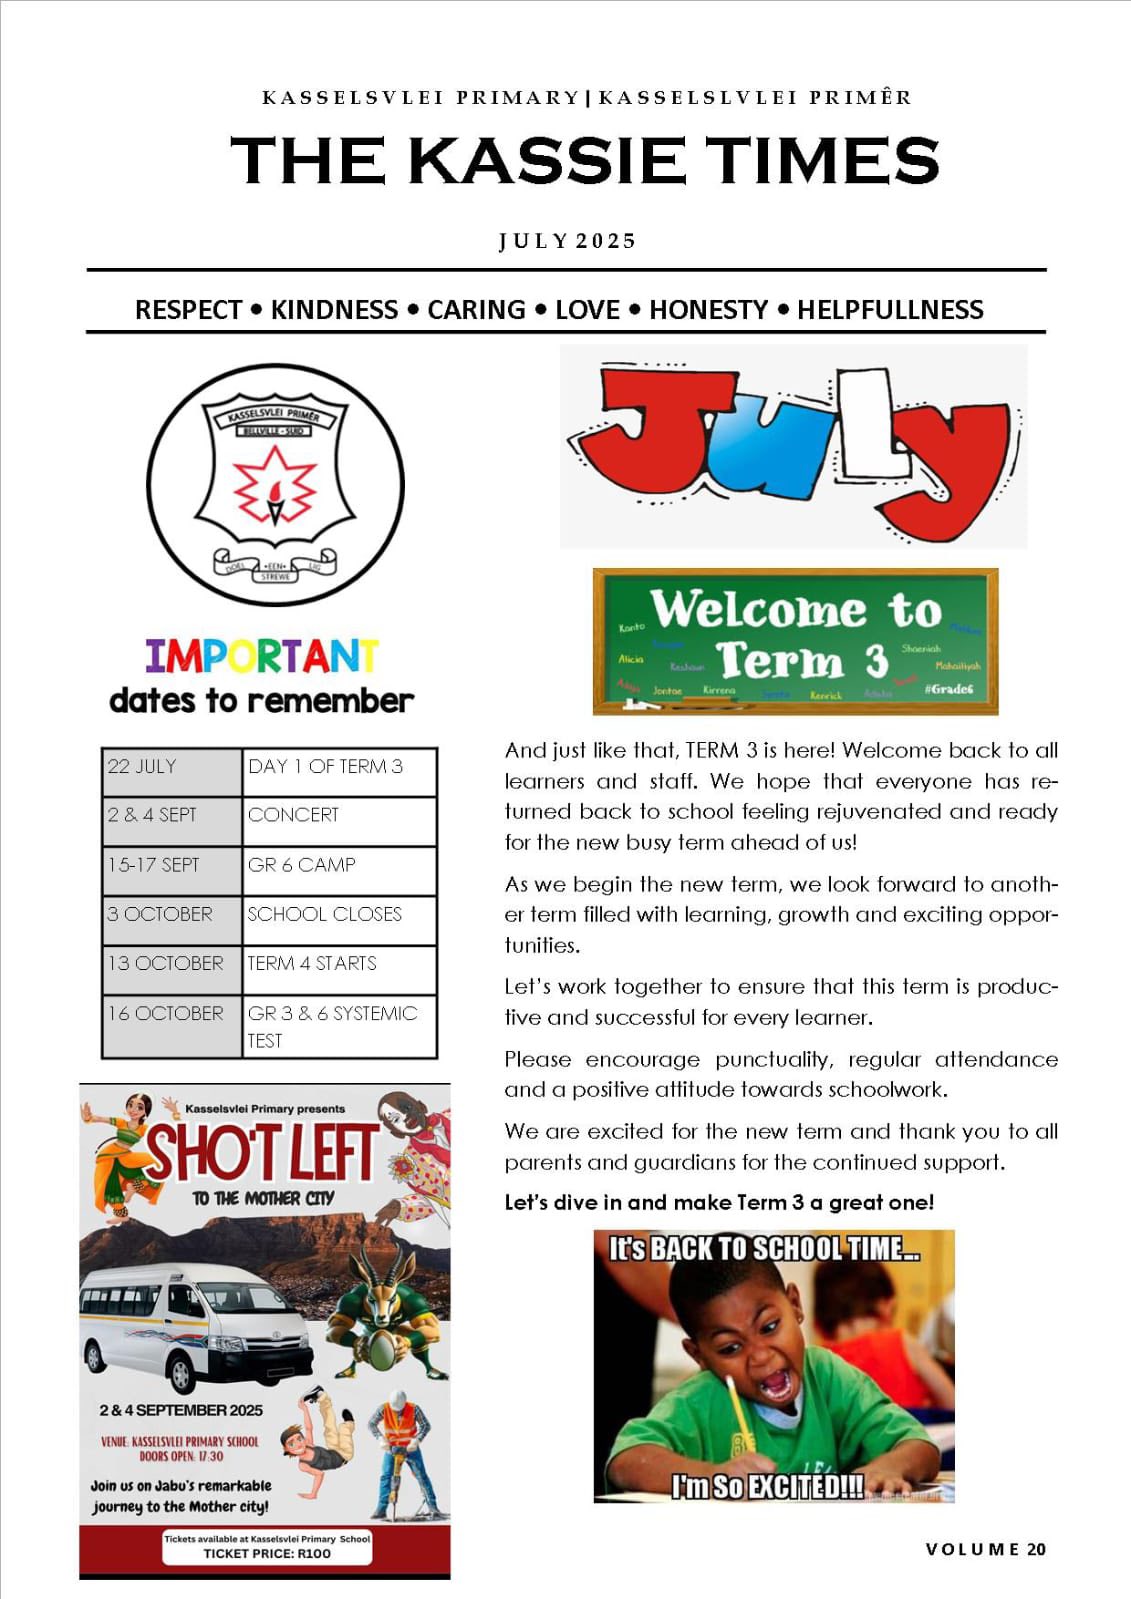 KASSELSVLEI PRIMARY|KASSELSLVLEI PRIMÊR
THE KASSIE TIMES
JULY 2025
RESPECT • KINDNESS • CARING • LOVE • HONESTY • HELPFULLNESS
KASSELSVLEI PRIMÊR
BELLVILLE - SUID
DOEL •EEN• LIG
STREWE
IMPORTANT
dates to remember
22 JULY DAY 1 OF TERM 3
2 & 4 SEPT CONCERT
15-17 SEPT GR 6 CAMP
3 OCTOBER SCHOOL CLOSES
13 OCTOBER TERM 4 STARTS
16 OCTOBER GR 3 & 6 SYSTEMIC
TEST
Kasselsvlei Primary presents
SHO'T LEFT
TO THE MOTHER CITY
2 & 4 SEPTEMBER 2025
VENUE: KASSELSVLEI PRIMARY SCHOOL
DOORS OPEN: 17:30
Join us on Jabu's remarkable
journey to the Mother city!
Tickets available at Kasselsvlei Primary School
TICKET PRICE: R100
July
Welcome to
Term 3
Kanto
Shaeniah
Alicia
Keshaun
Mahailiyah
Jontae
Kirrena
Kenrick
#Grade6
And just like that, TERM 3 is here! Welcome back to all
learners and staff. We hope that everyone has re-
turned back to school feeling rejuvenated and ready
for the new busy term ahead of us!
As we begin the new term, we look forward to anoth-
er term filled with learning, growth and exciting oppor-
tunities.
Let's work together to ensure that this term is produc-
tive and successful for every learner.
Please encourage punctuality, regular attendance
and a positive attitude towards schoolwork.
We are excited for the new term and thank you to all
parents and guardians for the continued support.
Let's dive in and make Term 3 a great one!
It's BACK TO SCHOOL TIME...
I'm So EXCITED!!!
VOLUME 20